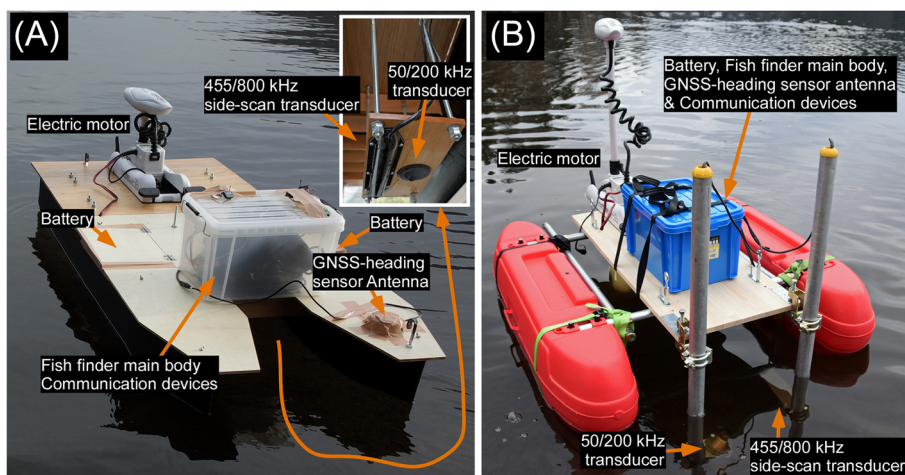 (A)
455/800 kHz
side-scan transducer
50/200 kHz
transducer
Electric motor
Battery
Battery
GNSS-heading
sensor Antenna
Fish finder main body
Communication devices
(B)
Battery, Fish finder main body,
GNSS-heading sensor antenna
& Communication devices
Electric motor
50/200 kHz
transducer
455/800 kHz
side-scan transducer